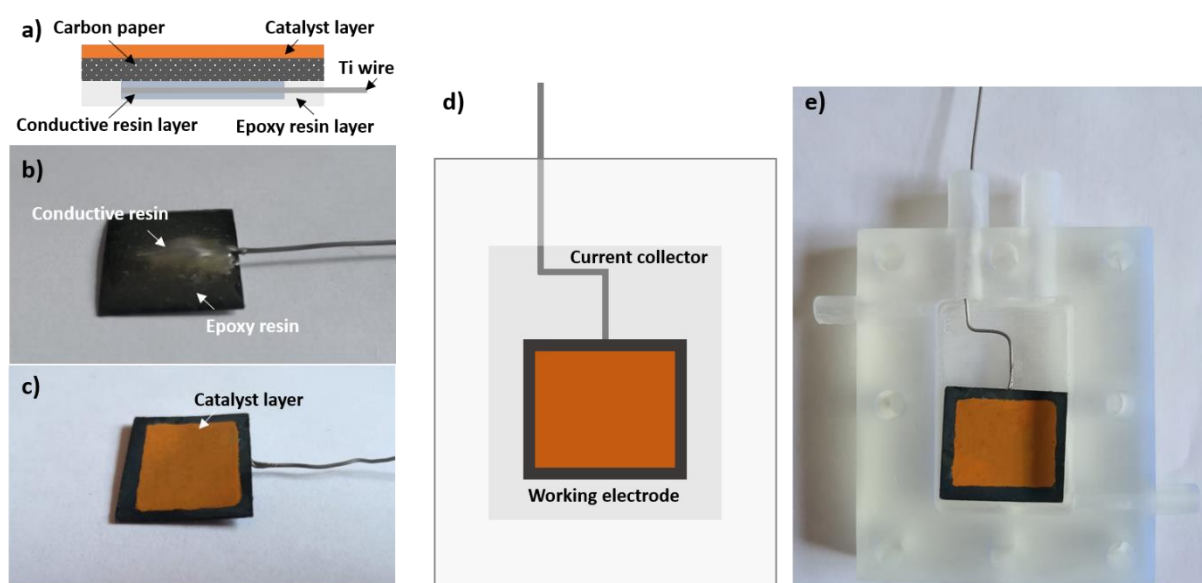 a)
Carbon paper
Catalyst layer
Ti wire
Conductive resin layer
Epoxy resin layer
b)
Conductive resin
Epoxy resin
c)
Catalyst layer
d)
Current collector
Working electrode
e)